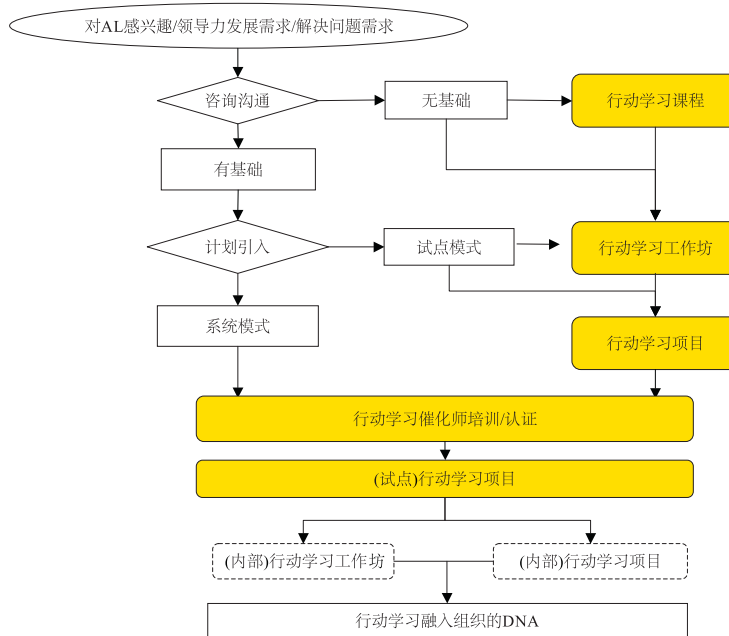 对AL感兴趣/领导力发展需求/解决问题需求
咨询沟通
无基础
行动学习课程
有基础
计划引入
试点模式
行动学习工作坊
系统模式
行动学习项目
行动学习催化师培训/认证
(试点)行动学习项目
(内部)行动学习工作坊
(内部)行动学习项目
行动学习融入组织的DNA